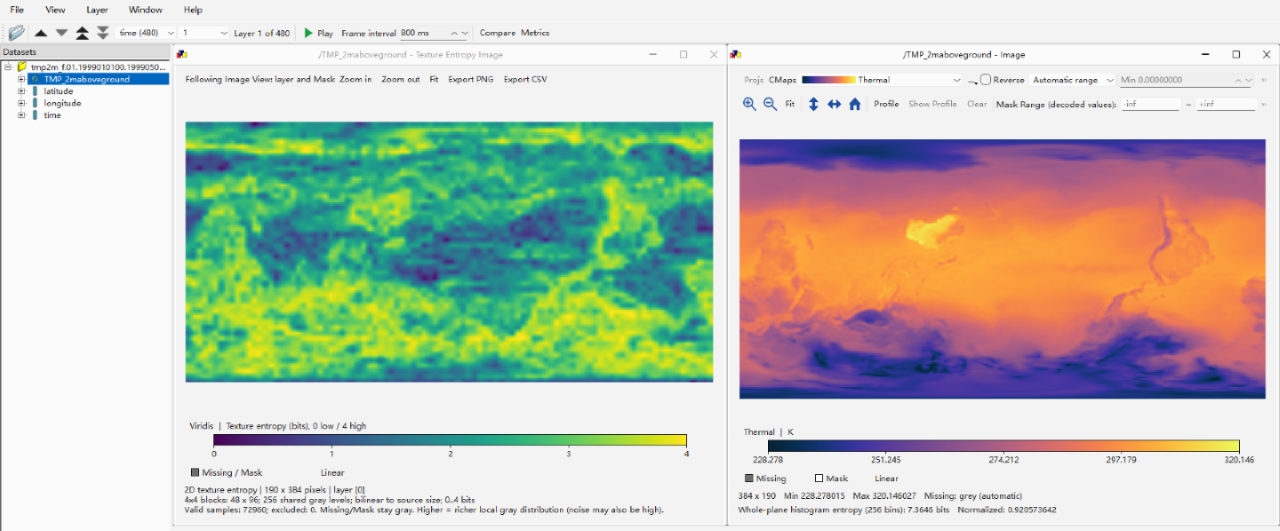 File View Layer Window Help
time (480) 1 Layer 1 of 480 Play Frame interval 800 ms Compare Metrics
Datasets
tmp2m_f.01.1999010100.1999050...
TMP_2maboveground
latitude
longitude
time
/TMP_2maboveground - Texture Entropy Image
Following Image View: layer and Mask Zoom in Zoom out Fit Export PNG Export CSV
Viridis | Texture entropy (bits), 0 low / 4 high
0 1 2 3 4
Missing / Mask Linear
2D texture entropy | 190 x 384 pixels | layer [0]
4x4 blocks: 48 x 96; 256 shared gray levels; bilinear to source size; 0..4 bits
Valid samples: 72960; excluded: 0. Missing/Mask stay gray. Higher = richer local gray distribution (noise may also be high).
/TMP_2maboveground - Image
Projs CMaps Thermal Reverse Automatic range Min 0.00000000
Fit Profile Show Profile Clear Mask Range (decoded values): -inf ~ +inf
Thermal | K
228.278 251.245 274.212 297.179 320.146
Missing Mask Linear
384 x 190 Min 228.278015 Max 320.146027 Missing: grey (automatic)
Whole-plane histogram entropy (256 bins): 7.3646 bits Normalized: 0.920573642